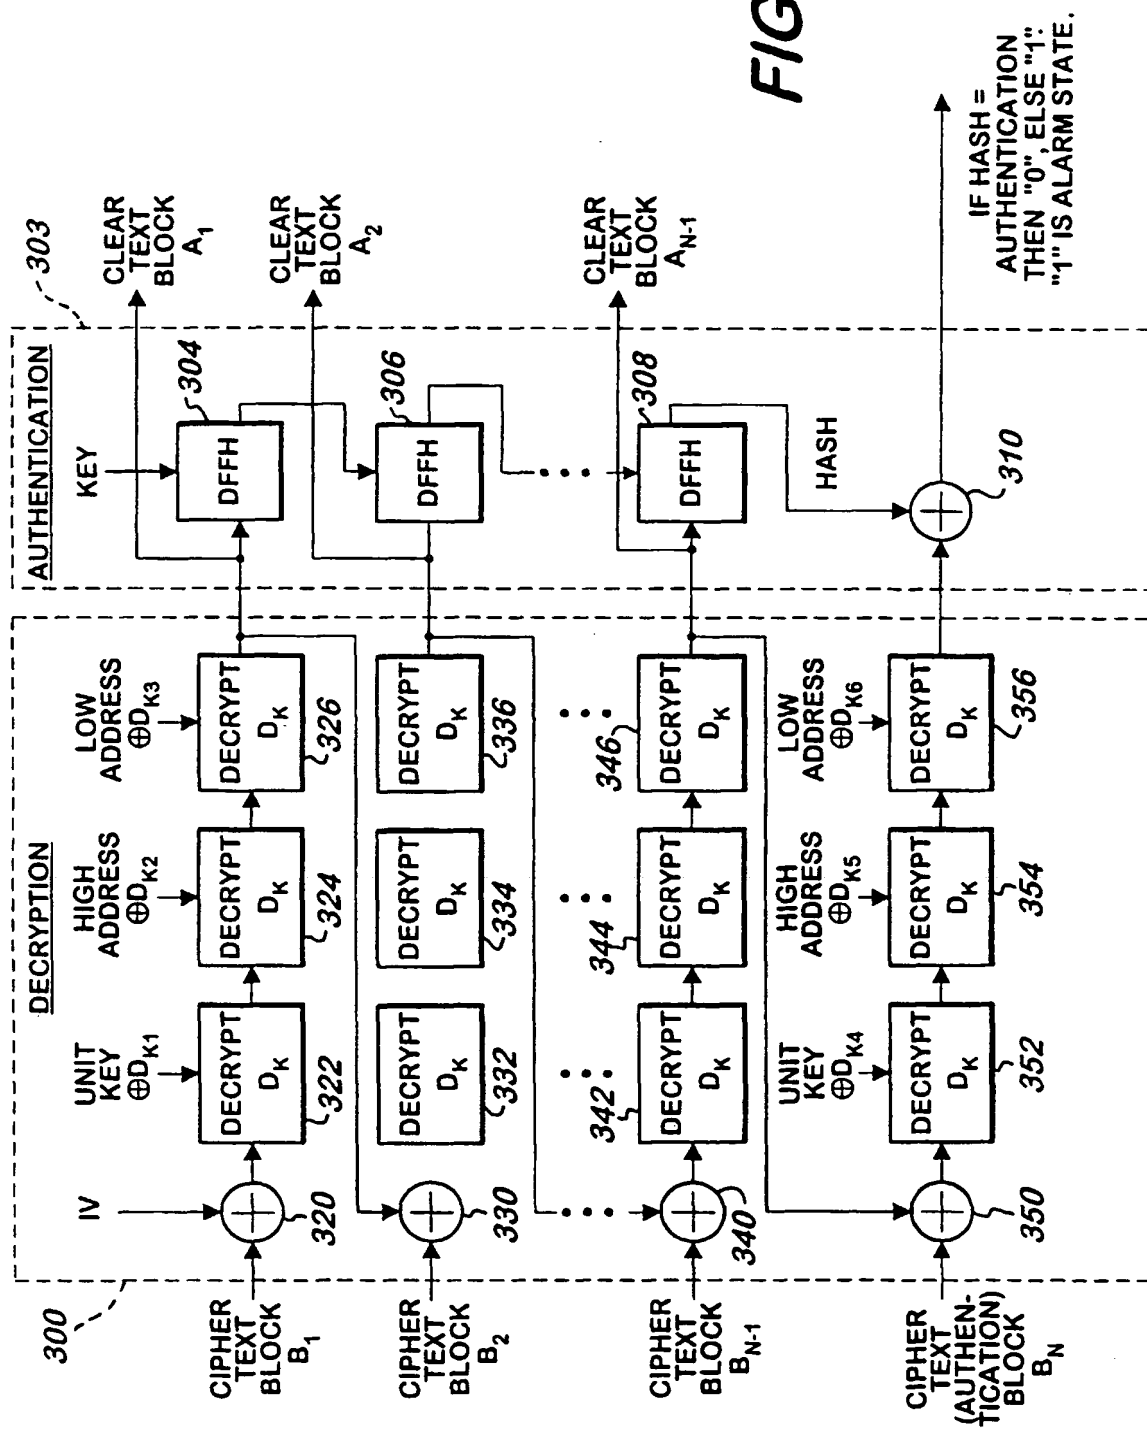 FIG
DECRYPTION
AUTHENTICATION
300
303
IV
UNIT
KEY
⊕DK1
HIGH
ADDRESS
⊕DK2
LOW
ADDRESS
⊕DK3
KEY
CIPHER
TEXT
BLOCK
B1
320
DECRYPT
DK
322
DECRYPT
DK
324
DECRYPT
DK
326
DFFH
304
CLEAR
TEXT
BLOCK
A1
CIPHER
TEXT
BLOCK
B2
330
DECRYPT
DK
332
DECRYPT
DK
334
DECRYPT
DK
336
DFFH
306
CLEAR
TEXT
BLOCK
A2
CIPHER
TEXT
BLOCK
BN-1
340
342
DECRYPT
DK
344
DECRYPT
DK
346
DECRYPT
DK
DFFH
308
CLEAR
TEXT
BLOCK
AN-1
UNIT
KEY
⊕DK4
HIGH
ADDRESS
⊕DK5
LOW
ADDRESS
⊕DK6
HASH
CIPHER
TEXT
(AUTHEN-
TICATION)
BLOCK
BN
350
DECRYPT
DK
352
DECRYPT
DK
354
DECRYPT
DK
356
310
IF HASH =
AUTHENTICATION
THEN "0", ELSE "1":
"1" IS ALARM STATE.